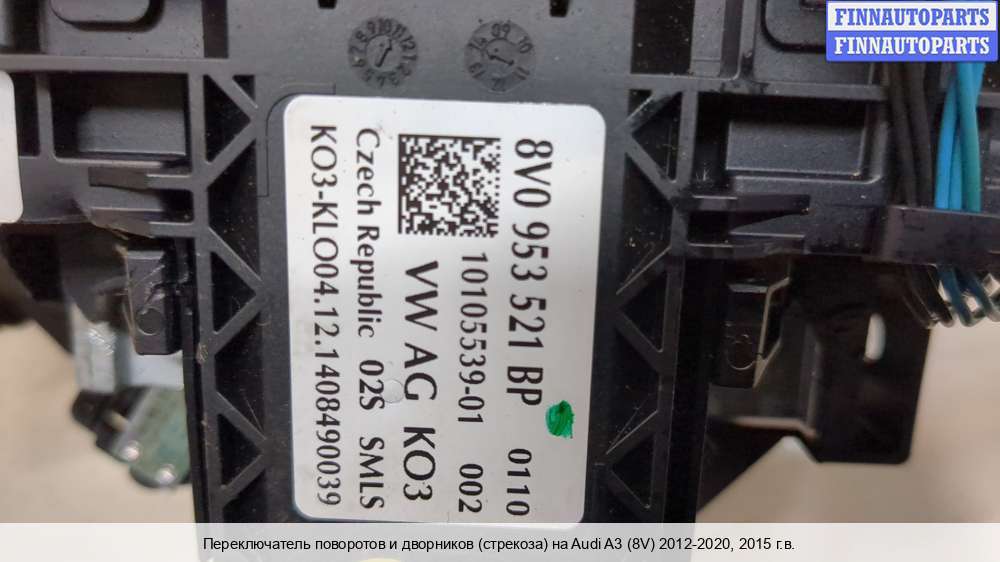 FINNAUTOPARTS
FINNAUTOPARTS
8V0 953 521 BP 0110
10105539-01 002
VW AG KO3
Czech Republic 02S SMLS
KO3-KLO04.12.1408490039
Переключатель поворотов и дворников (стрекоза) на Audi A3 (8V) 2012-2020, 2015 г.в.